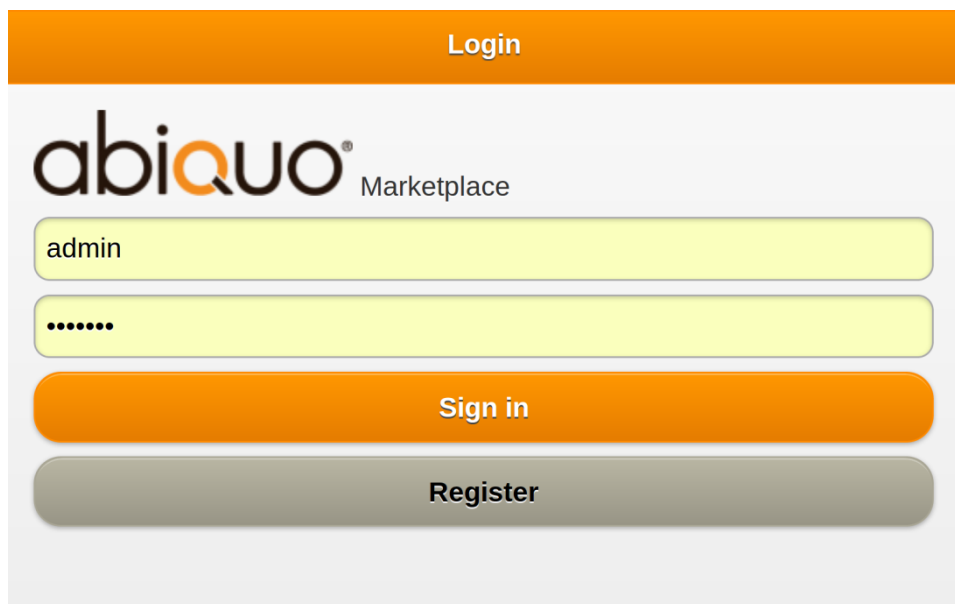 Login
abiquo® Marketplace
admin
•••••••
Sign in
Register